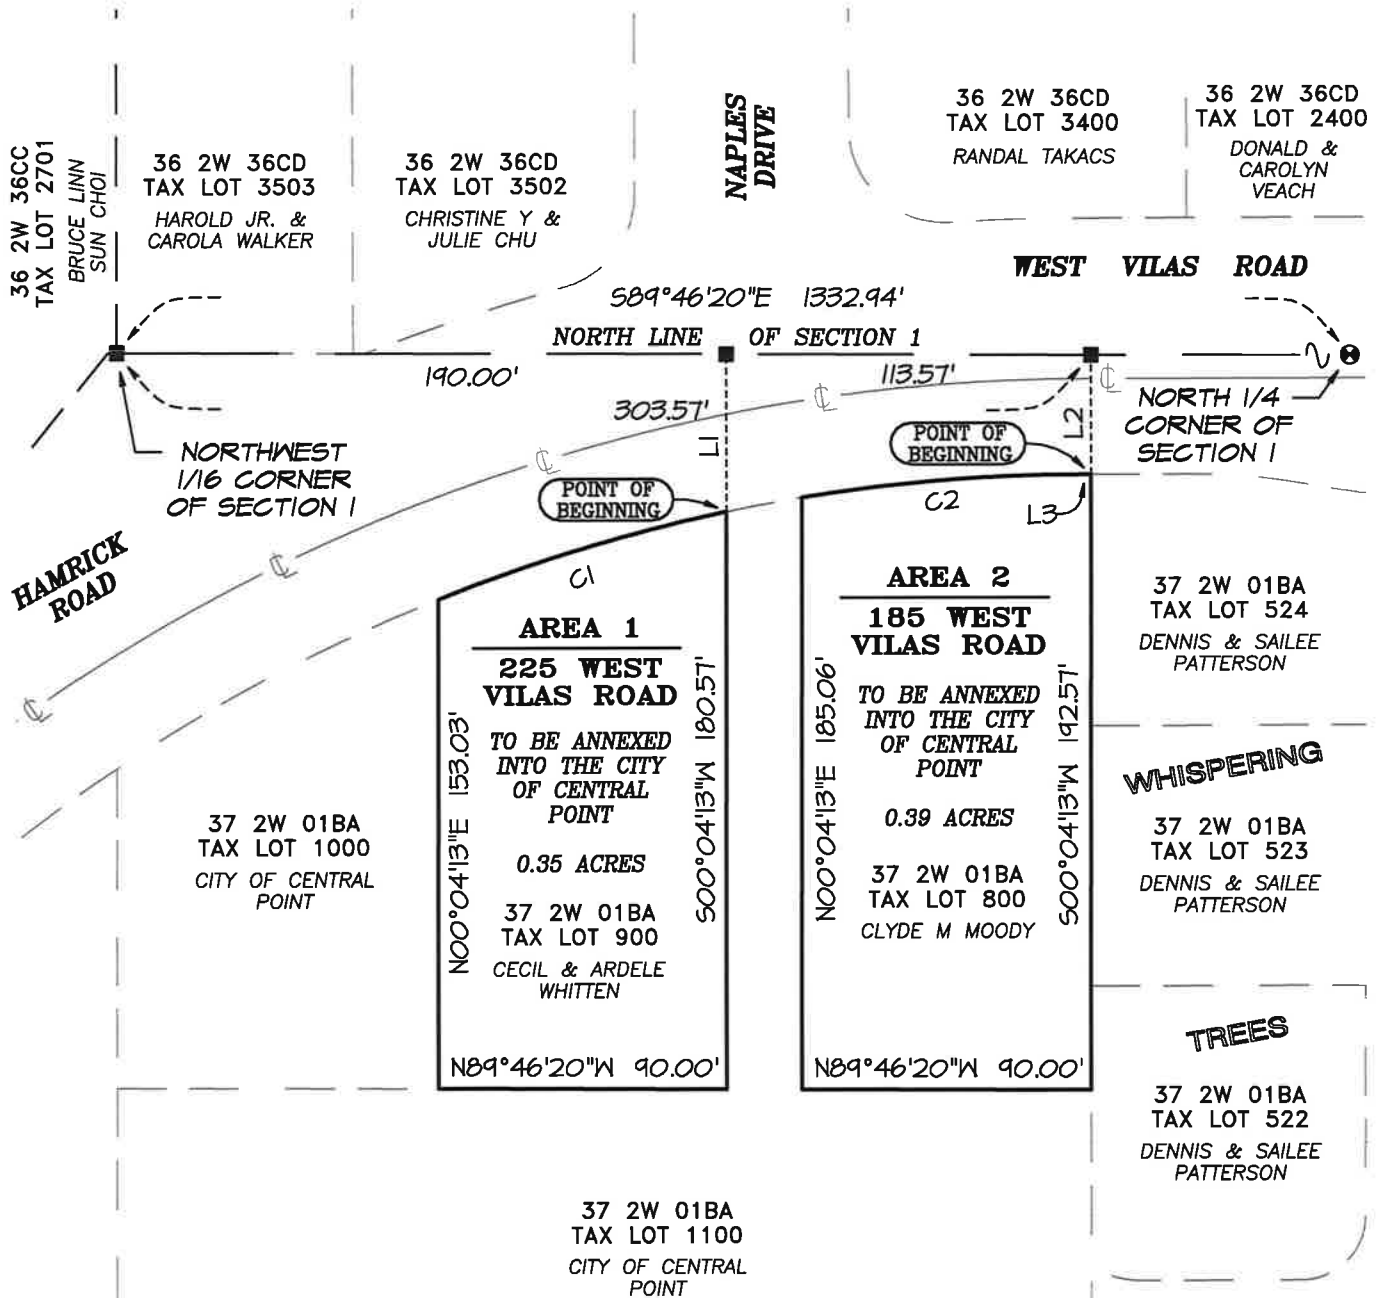 36 2W 36CC
TAX LOT 2701
BRUCE LINN
SUN CHOI
36 2W 36CD
TAX LOT 3503
HAROLD JR. &
CAROLA WALKER
36 2W 36CD
TAX LOT 3502
CHRISTINE Y &
JULIE CHU
NAPLES
DRIVE
36 2W 36CD
TAX LOT 3400
RANDAL TAKACS
36 2W 36CD
TAX LOT 2400
DONALD &
CAROLYN
VEACH
WEST VILAS ROAD
S89°46'20"E 1332.94'
NORTH LINE OF SECTION 1
190.00'
113.57'
303.57'
L1
L2
NORTHWEST
1/16 CORNER
OF SECTION 1
NORTH 1/4
CORNER OF
SECTION 1
POINT OF
BEGINNING
POINT OF
BEGINNING
C1
C2
L3
HAMRICK
ROAD
AREA 1
225 WEST
VILAS ROAD
TO BE ANNEXED
INTO THE CITY
OF CENTRAL
POINT
0.35 ACRES
37 2W 01BA
TAX LOT 900
CECIL & ARDELE
WHITTEN
N00°04'13"E 153.03'
S00°04'13"W 180.57'
N89°46'20"W 90.00'
AREA 2
185 WEST
VILAS ROAD
TO BE ANNEXED
INTO THE CITY
OF CENTRAL
POINT
0.39 ACRES
37 2W 01BA
TAX LOT 800
CLYDE M MOODY
N00°04'13"E 185.06'
S00°04'13"W 192.57'
N89°46'20"W 90.00'
37 2W 01BA
TAX LOT 524
DENNIS & SAILEE
PATTERSON
WHISPERING
37 2W 01BA
TAX LOT 523
DENNIS & SAILEE
PATTERSON
TREES
37 2W 01BA
TAX LOT 522
DENNIS & SAILEE
PATTERSON
37 2W 01BA
TAX LOT 1000
CITY OF CENTRAL
POINT
37 2W 01BA
TAX LOT 1100
CITY OF CENTRAL
POINT
℄
℄
℄
℄
℄